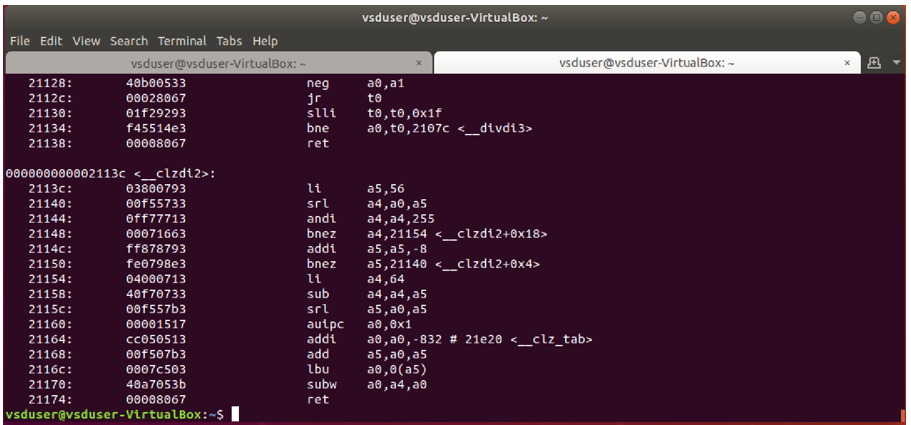 vsduser@vsduser-VirtualBox: ~
File Edit View Search Terminal Tabs Help
vsduser@vsduser-VirtualBox: ~ × vsduser@vsduser-VirtualBox: ~ ×
21128: 40b00533 neg a0,a1
2112c: 00028067 jr t0
21130: 01f29293 slli t0,t0,0x1f
21134: f45514e3 bne a0,t0,2107c <__divdi3>
21138: 00008067 ret
000000000002113c <__clzdi2>:
2113c: 03800793 li a5,56
21140: 00f55733 srl a4,a0,a5
21144: 0ff77713 andi a4,a4,255
21148: 00071663 bnez a4,21154 <__clzdi2+0x18>
2114c: ff878793 addi a5,a5,-8
21150: fe0798e3 bnez a5,21140 <__clzdi2+0x4>
21154: 04000713 li a4,64
21158: 40f70733 sub a4,a4,a5
2115c: 00f557b3 srl a5,a0,a5
21160: 00001517 auipc a0,0x1
21164: cc050513 addi a0,a0,-832 # 21e20 <__clz_tab>
21168: 00f507b3 add a5,a0,a5
2116c: 0007c503 lbu a0,0(a5)
21170: 40a7053b subw a0,a4,a0
21174: 00008067 ret
vsduser@vsduser-VirtualBox:~$